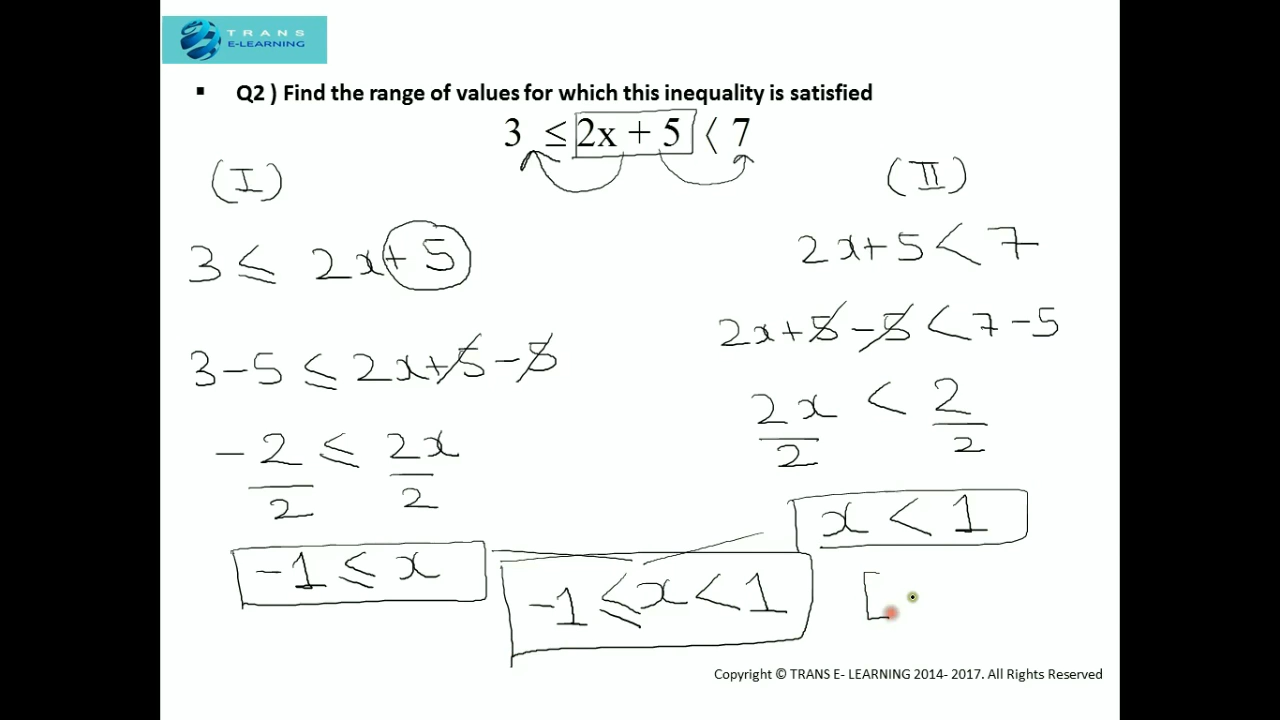 TRANS
E-LEARNING
▪ Q2 ) Find the range of values for which this inequality is satisfied
3 ≤ 2x + 5 < 7
(I)
3 ≤ 2x + 5
3 - 5 ≤ 2x + 5 - 5
-2/2 ≤ 2x/2
-1 ≤ x
(II)
2x + 5 < 7
2x + 5 - 5 < 7 - 5
2x/2 < 2/2
x < 1
-1 ≤ x < 1
[
Copyright © TRANS E- LEARNING 2014- 2017. All Rights Reserved